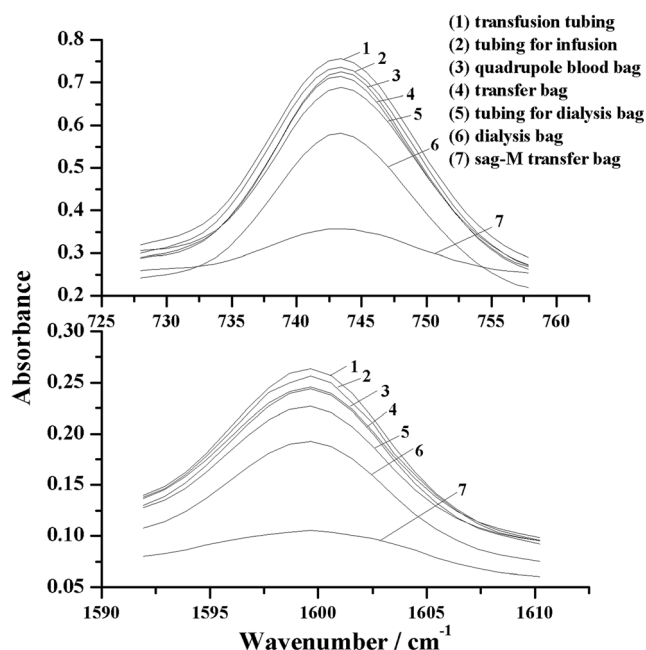 (1) transfusion tubing
(2) tubing for infusion
(3) quadrupole blood bag
(4) transfer bag
(5) tubing for dialysis bag
(6) dialysis bag
(7) sag-M transfer bag
0.8
0.7
0.6
0.5
0.4
0.3
0.2
1
2
3
4
5
6
7
725 730 735 740 745 750 755 760
Absorbance
0.30
0.25
0.20
0.15
0.10
0.05
1
2
3
4
5
6
7
1590 1595 1600 1605 1610
Wavenumber / cm⁻¹